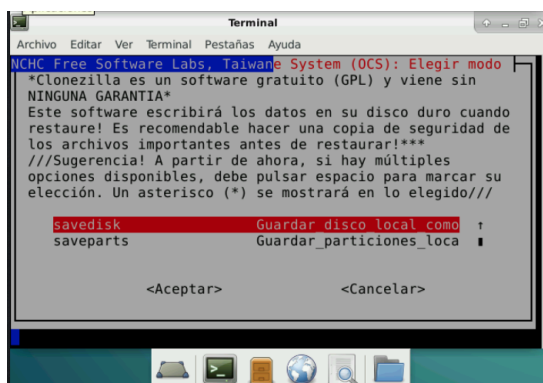 Terminal
Archivo Editar Ver Terminal Pestañas Ayuda
NCHC Free Software Labs, Taiwane System (OCS): Elegir modo
*Clonezilla es un software gratuito (GPL) y viene sin
NINGUNA GARANTIA*
Este software escribirá los datos en su disco duro cuando
restaure! Es recomendable hacer una copia de seguridad de
los archivos importantes antes de restaurar!***
///Sugerencia! A partir de ahora, si hay múltiples
opciones disponibles, debe pulsar espacio para marcar su
elección. Un asterisco (*) se mostrará en lo elegido///
savedisk Guardar_disco_local_como ↑
saveparts Guardar_particiones_loca
<Aceptar> <Cancelar>